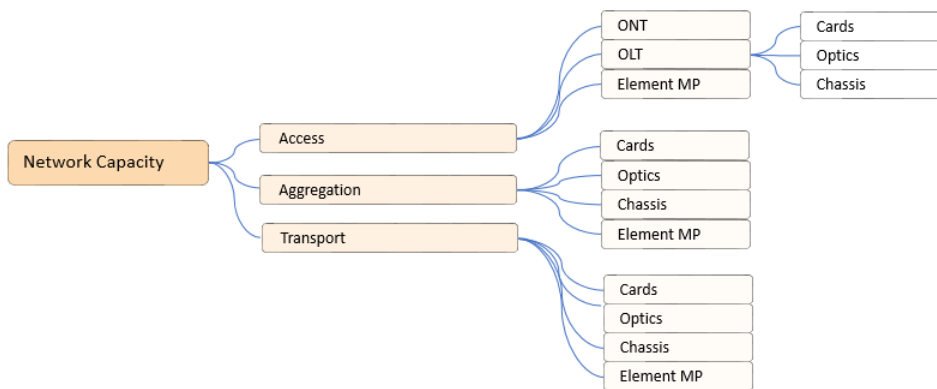 Network Capacity
Access
ONT
OLT
Cards
Optics
Chassis
Element MP
Aggregation
Cards
Optics
Chassis
Element MP
Transport
Cards
Optics
Chassis
Element MP